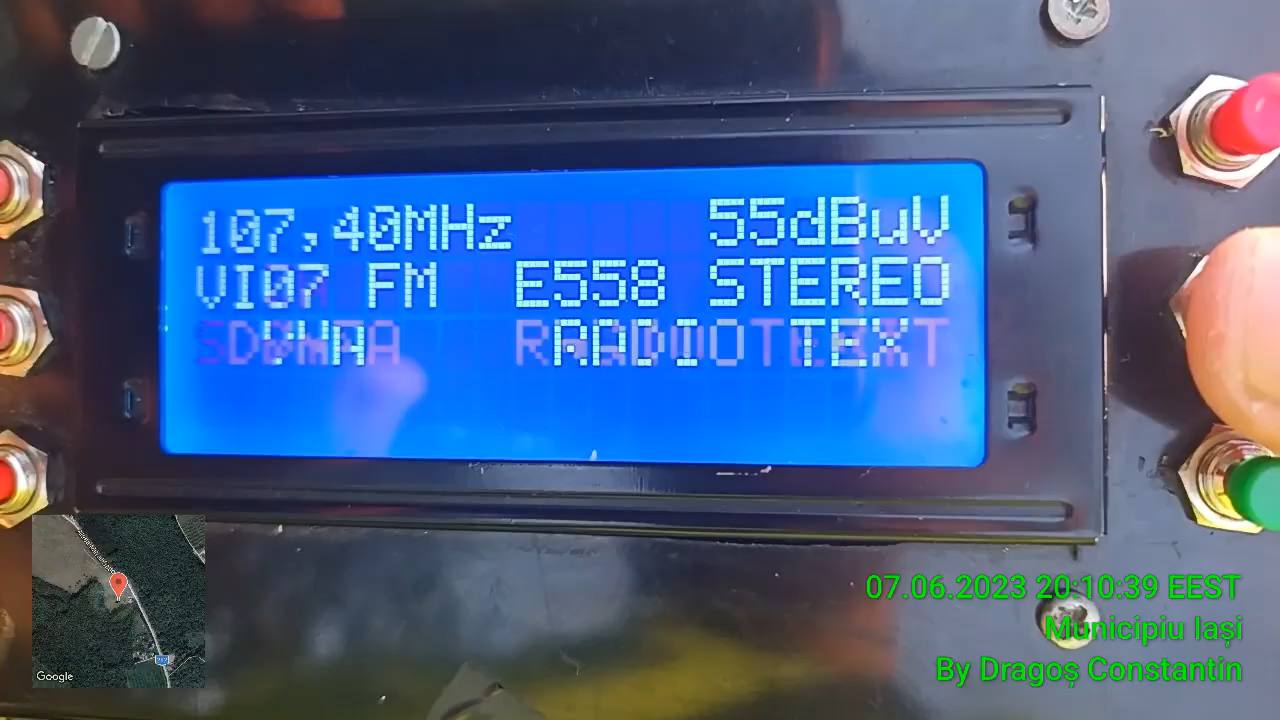 107,40MHz 55dBuV
VI07 FM E558 STEREO
RADIOTEXT
07.06.2023 20:10:39 EEST
Municipiu Iași
By Dragoș Constantin
Google